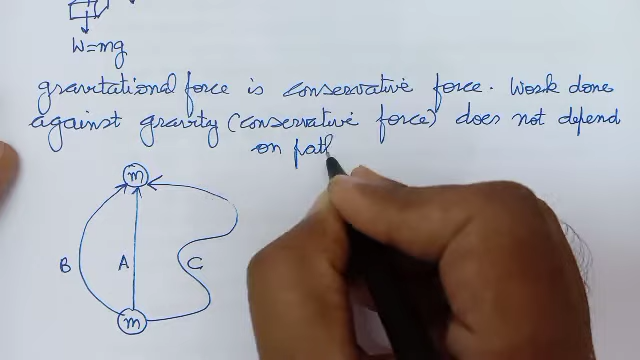 W=mg
gravitational force is conservative force. Work done
against gravity (conservative force) does not depend
on path
m
B A C
m